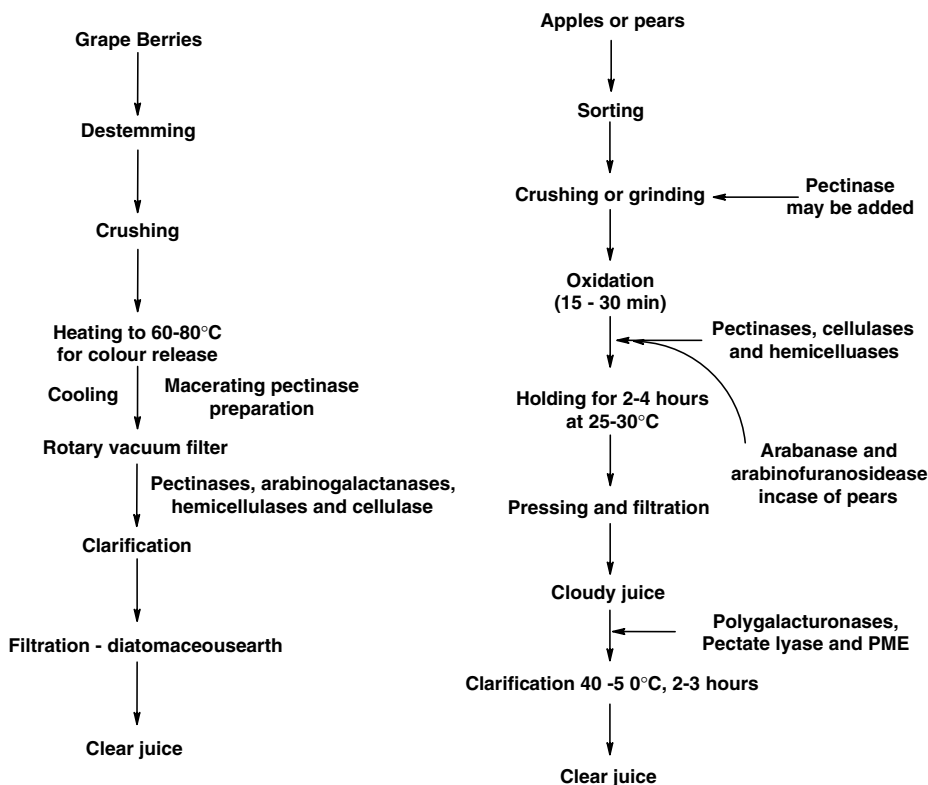 Grape Berries
Destemming
Crushing
Heating to 60-80°C
for colour release
Cooling
Macerating pectinase
preparation
Rotary vacuum filter
Pectinases, arabinogalactanases,
hemicellulases and cellulase
Clarification
Filtration - diatomaceousearth
Clear juice
Apples or pears
Sorting
Crushing or grinding
Pectinase
may be added
Oxidation
(15 - 30 min)
Pectinases, cellulases
and hemicelluases
Holding for 2-4 hours
at 25-30°C
Arabanase and
arabinofuranosidease
incase of pears
Pressing and filtration
Cloudy juice
Polygalacturonases,
Pectate lyase and PME
Clarification 40 -5 0°C, 2-3 hours
Clear juice